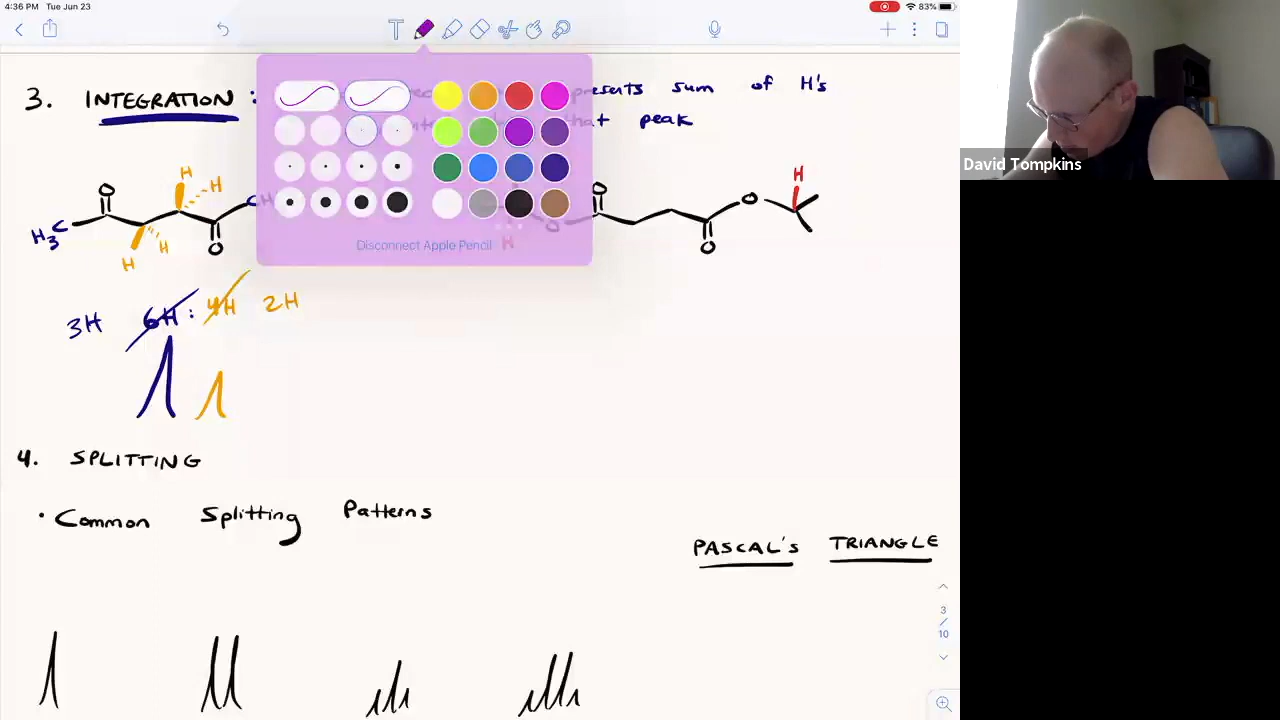 4:36 PM Tue Jun 23
83%
T
3. INTEGRATION : presents sum of H's
that peak
Disconnect Apple Pencil
David Tompkins
H
H
O
C
H
O
O
H
H3C
O
O
O
H
H
H
3H 6H : 4H 2H
4. SPLITTING
• Common Splitting Patterns
PASCAL'S TRIANGLE
3
/
10